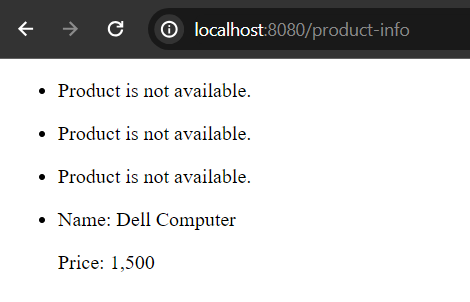 localhost:8080/product-info
Product is not available.
Product is not available.
Product is not available.
Name: Dell Computer
Price: 1,500